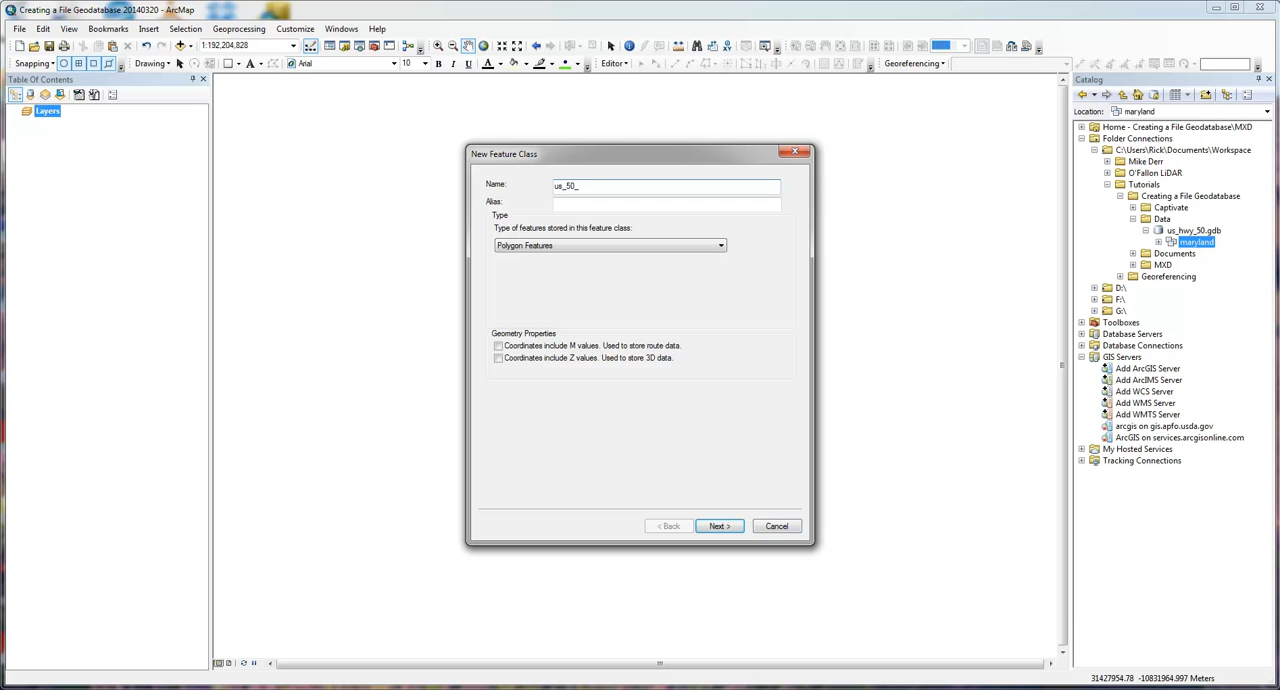 Creating a File Geodatabase 20140320 - ArcMap
File Edit View Bookmarks Insert Selection Geoprocessing Customize Windows Help
1:192,204,828
Snapping Drawing Arial 10 B I U A Editor Georeferencing
Table Of Contents
Layers
New Feature Class
Name: us_50_
Alias:
Type
Type of features stored in this feature class:
Polygon Features
Geometry Properties
Coordinates include M values. Used to store route data.
Coordinates include Z values. Used to store 3D data.
< Back Next > Cancel
Catalog
Location: maryland
Home - Creating a File Geodatabase\MXD
Folder Connections
C:\Users\Rick\Documents\Workspace
Mike Derr
O'Fallon LiDAR
Tutorials
Creating a File Geodatabase
Captivate
Data
us_hwy_50.gdb
maryland
Documents
MXD
Georeferencing
D:\
F:\
G:\
Toolboxes
Database Servers
Database Connections
GIS Servers
Add ArcGIS Server
Add ArcIMS Server
Add WCS Server
Add WMS Server
Add WMTS Server
arcgis on gis.apfo.usda.gov
ArcGIS on services.arcgisonline.com
My Hosted Services
Tracking Connections
31427954.78 -10831964.997 Meters